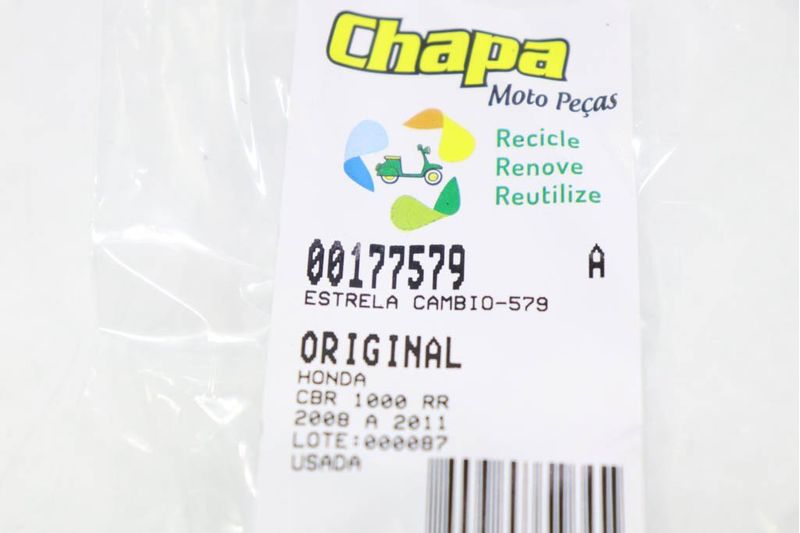 Chapa
Moto Peças
Recicle
Renove
Reutilize
00177579 A
ESTRELA CAMBIO-579
ORIGINAL
HONDA
CBR 1000 RR
2008 A 2011
LOTE:000087
USADA